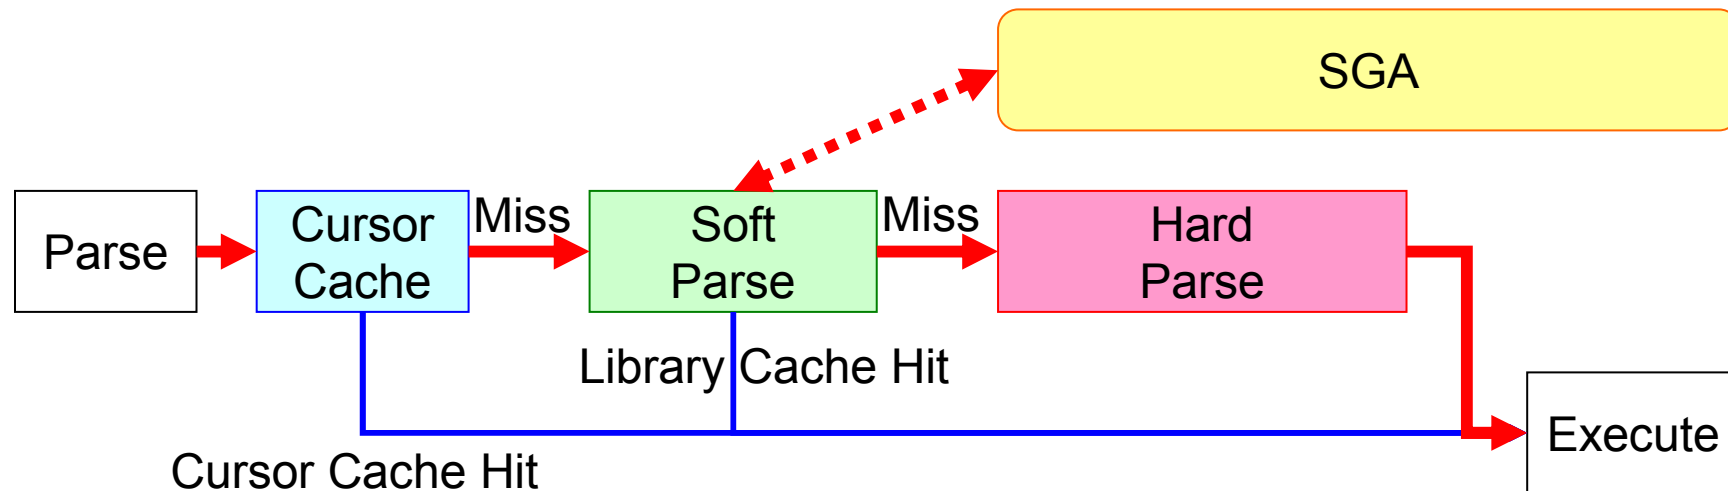 SGA
Parse
Cursor
Cache
Miss
Soft
Parse
Miss
Hard
Parse
Library Cache Hit
Execute
Cursor Cache Hit